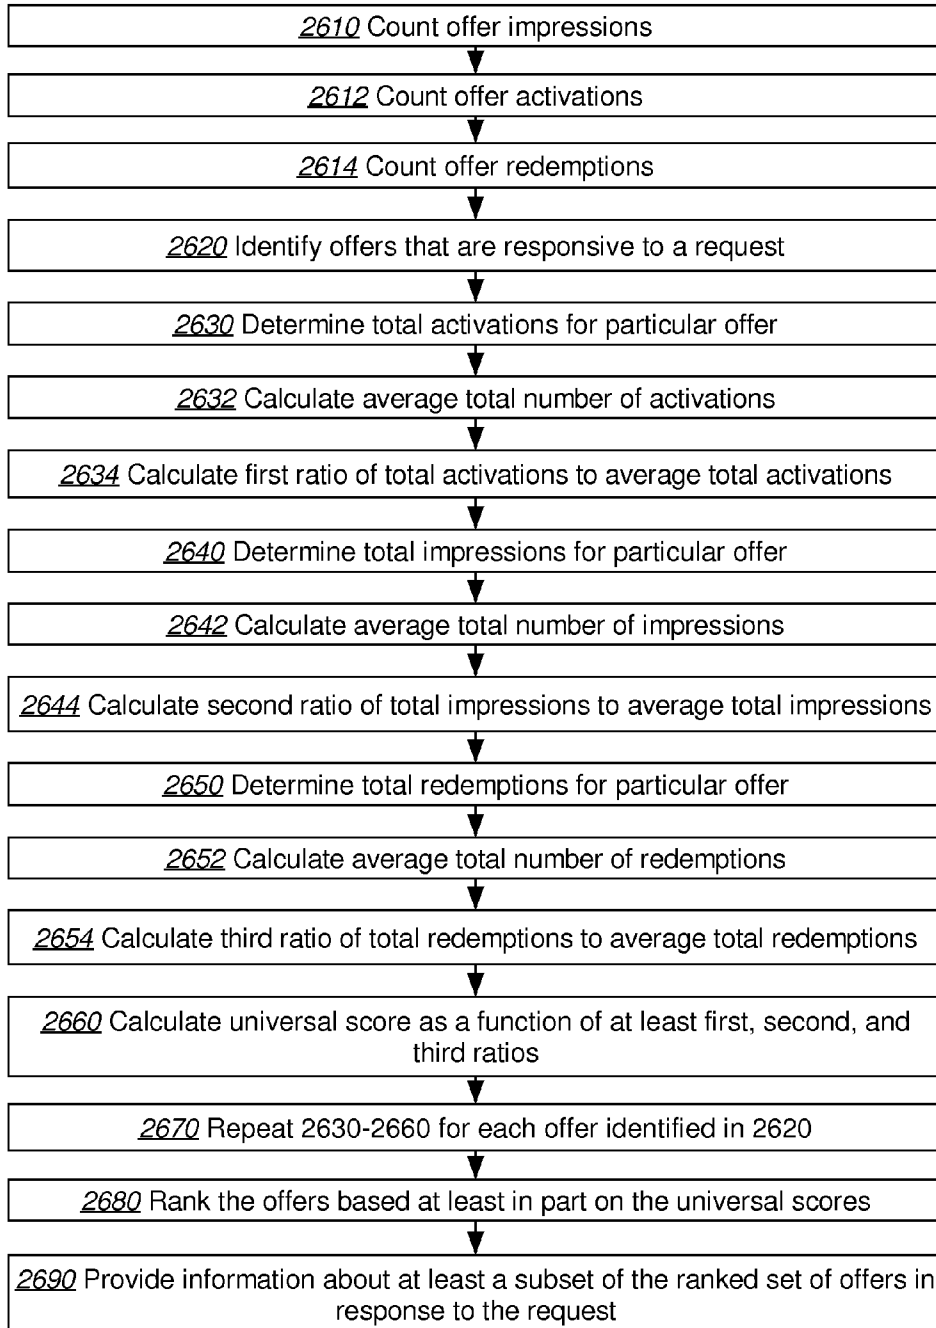 2610 Count offer impressions
2612 Count offer activations
2614 Count offer redemptions
2620 Identify offers that are responsive to a request
2630 Determine total activations for particular offer
2632 Calculate average total number of activations
2634 Calculate first ratio of total activations to average total activations
2640 Determine total impressions for particular offer
2642 Calculate average total number of impressions
2644 Calculate second ratio of total impressions to average total impressions
2650 Determine total redemptions for particular offer
2652 Calculate average total number of redemptions
2654 Calculate third ratio of total redemptions to average total redemptions
2660 Calculate universal score as a function of at least first, second, and
third ratios
2670 Repeat 2630-2660 for each offer identified in 2620
2680 Rank the offers based at least in part on the universal scores
2690 Provide information about at least a subset of the ranked set of offers in
response to the request